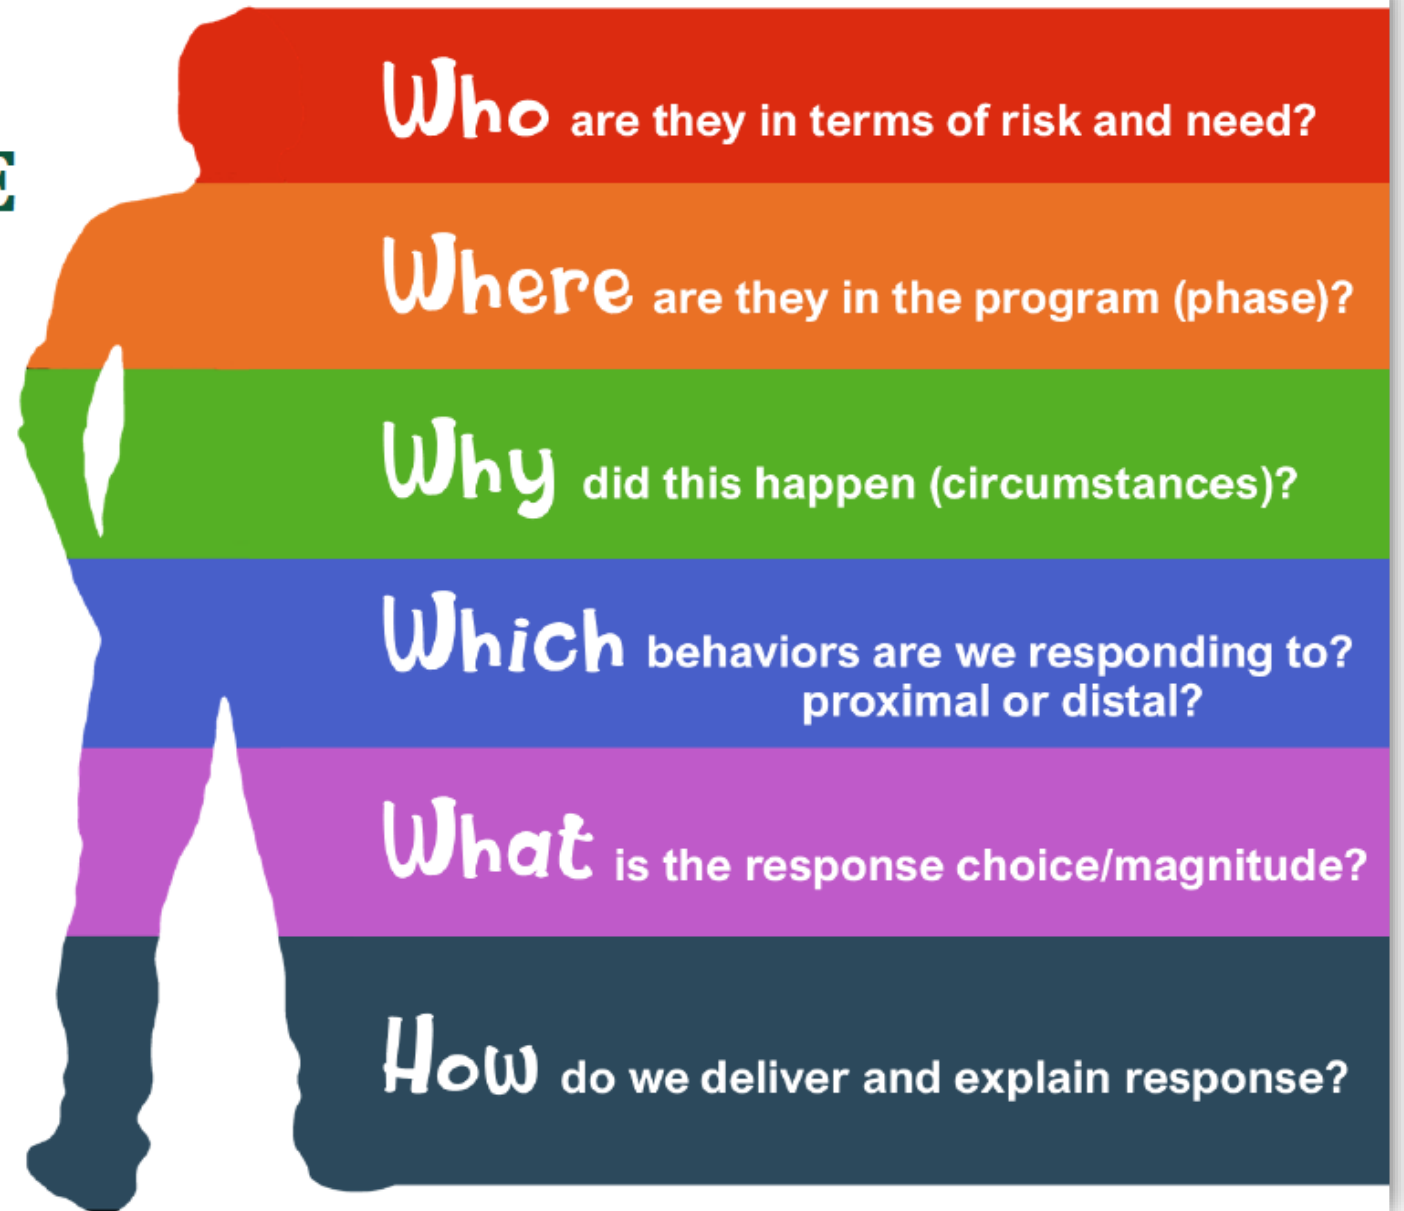 E
Who are they in terms of risk and need?
Where are they in the program (phase)?
Why did this happen (circumstances)?
Which behaviors are we responding to?
proximal or distal?
What is the response choice/magnitude?
How do we deliver and explain response?